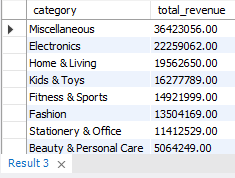 category total_revenue
Miscellaneous 36423056.00
Electronics 22259062.00
Home & Living 19562650.00
Kids & Toys 16277789.00
Fitness & Sports 14921999.00
Fashion 13504169.00
Stationery & Office 11412529.00
Beauty & Personal Care 5064249.00
Result 3 ×